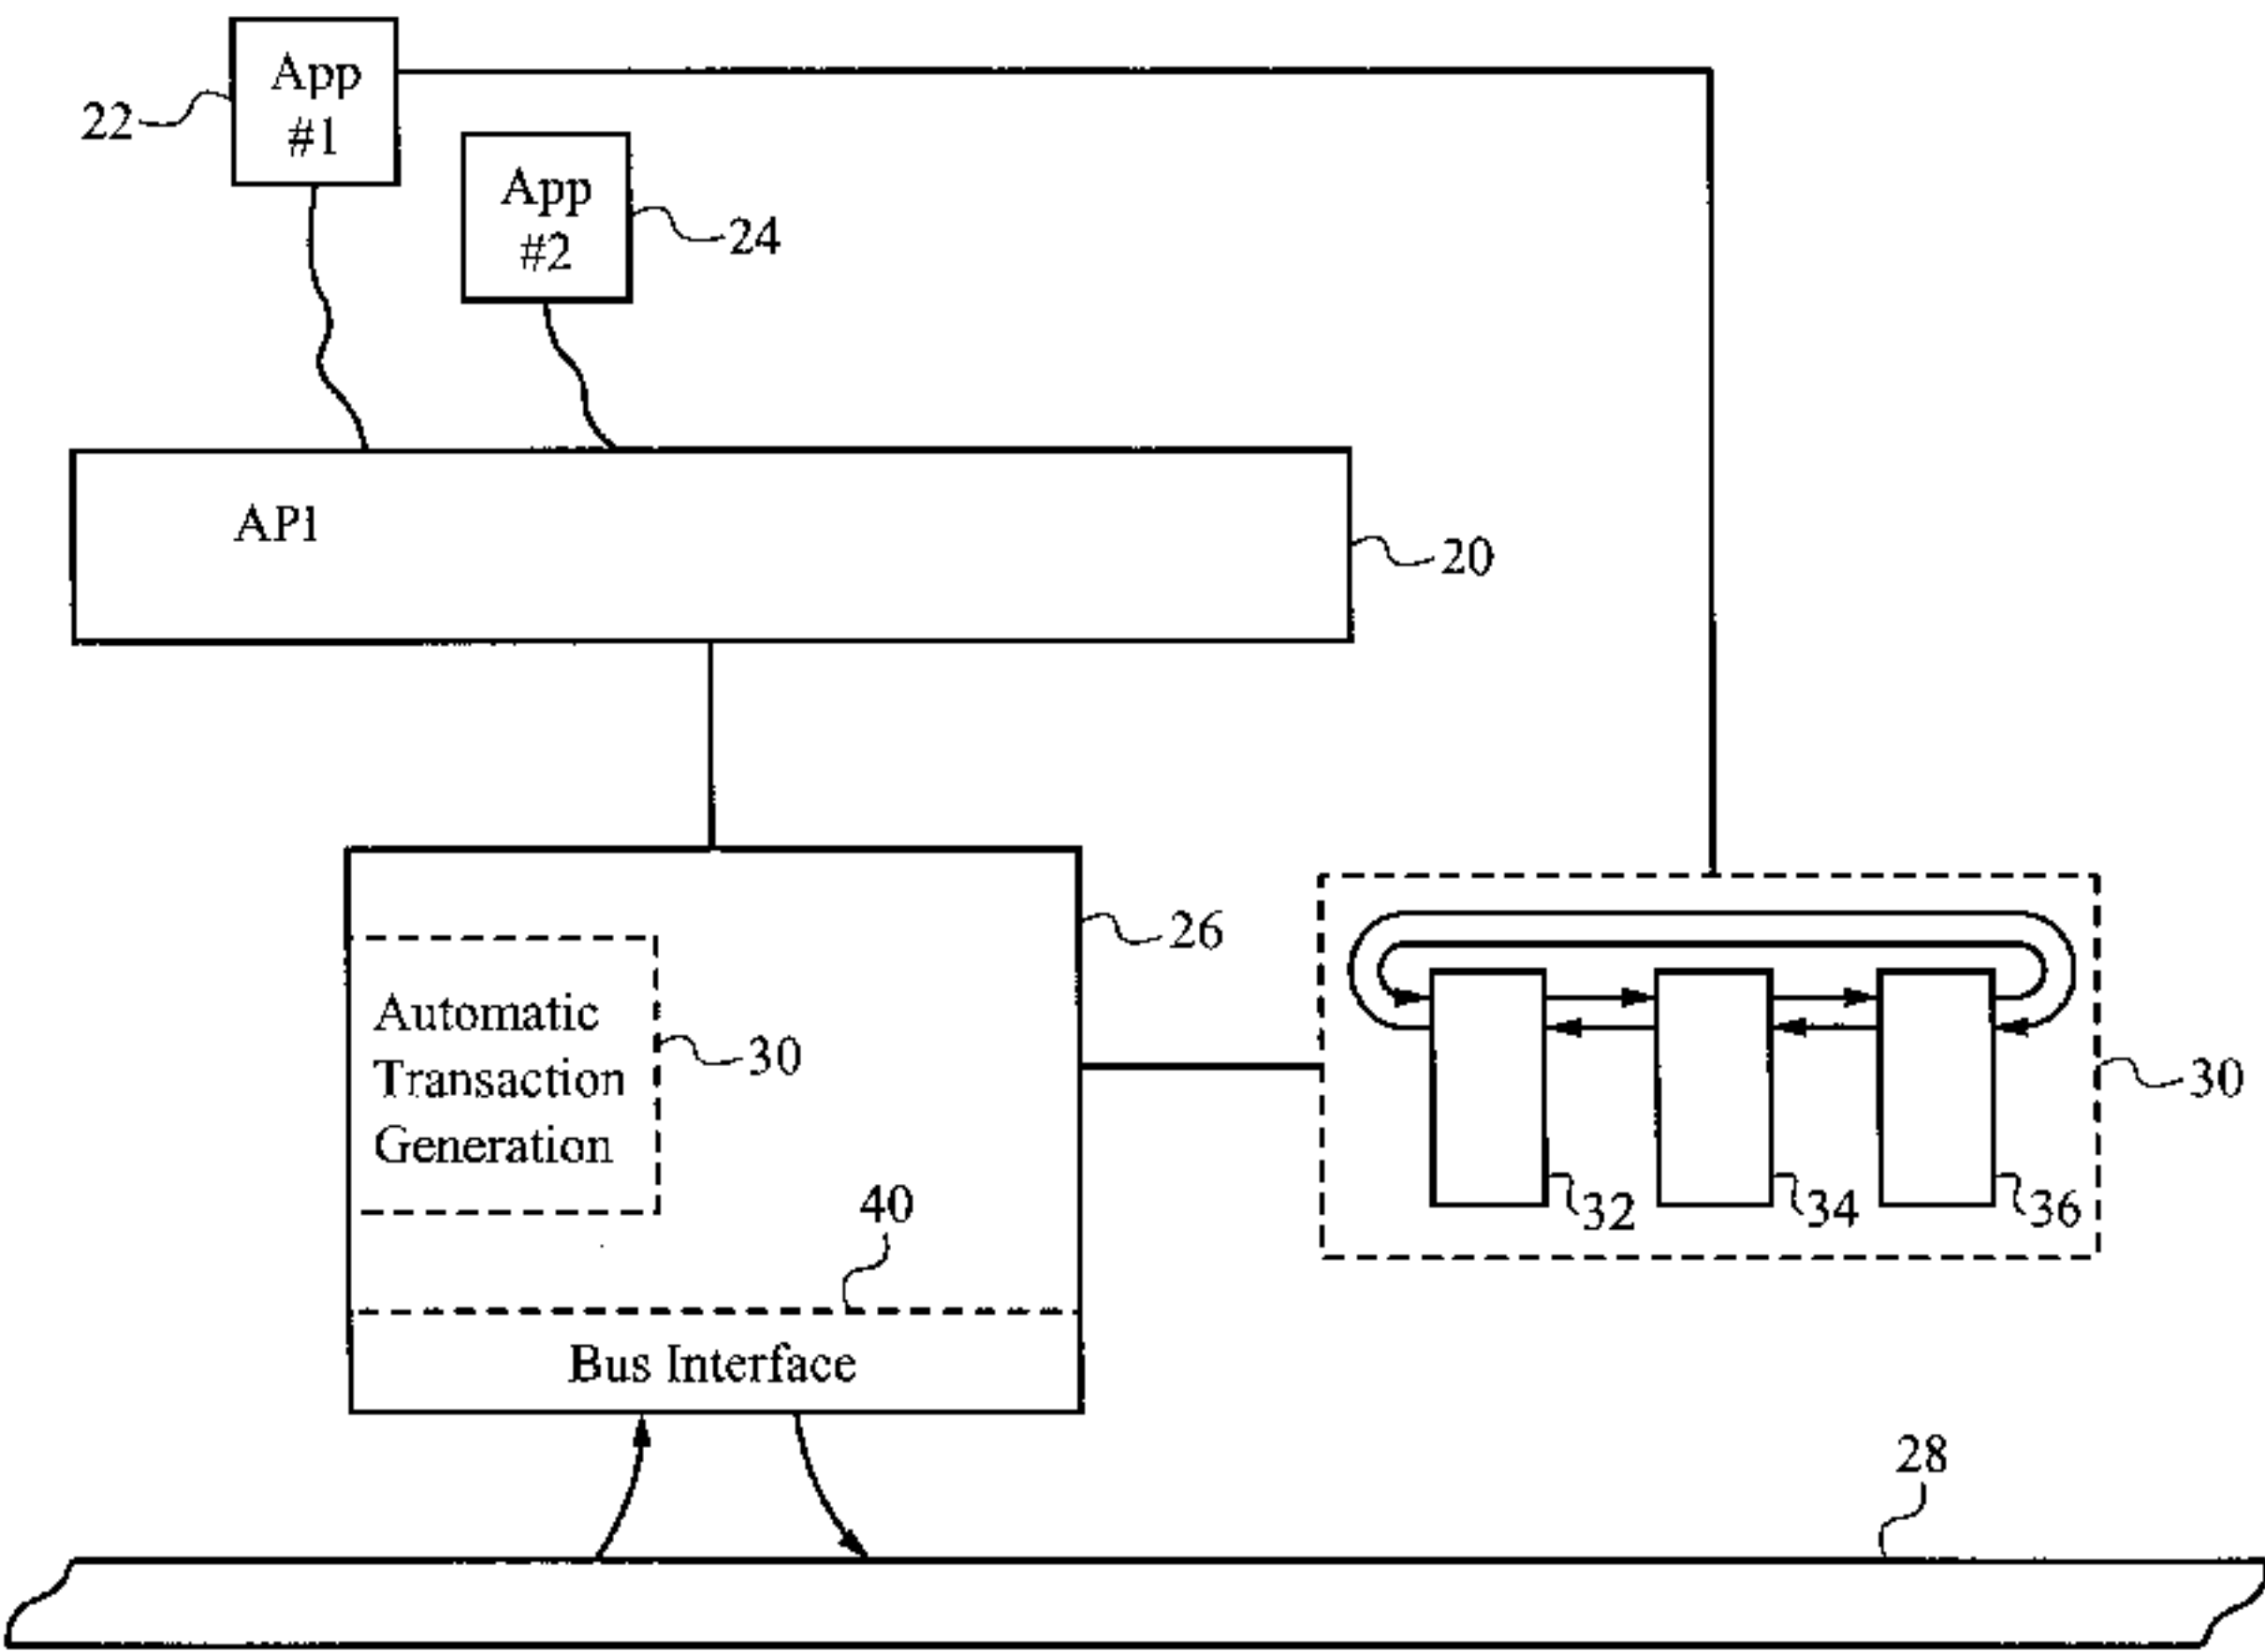 App
#1
22
App
#2
24
API
20
26
Automatic
Transaction
Generation
30
30
32
34
36
40
Bus Interface
28